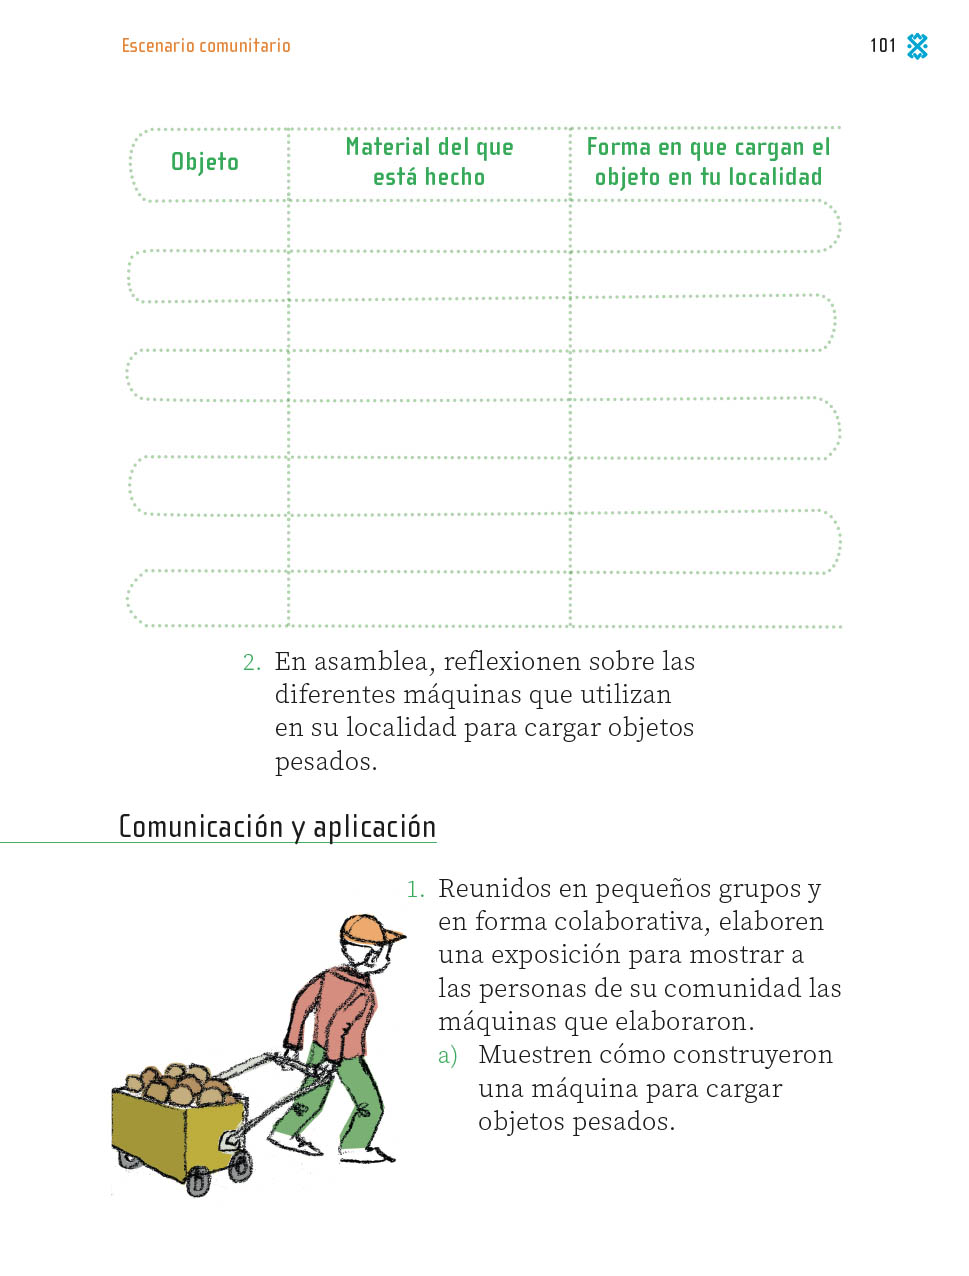 Escenario comunitario
101
Objeto
Material del que
está hecho
Forma en que cargan el
objeto en tu localidad
2. En asamblea, reflexionen sobre las
diferentes máquinas que utilizan
en su localidad para cargar objetos
pesados.
Comunicación y aplicación
1. Reunidos en pequeños grupos y
en forma colaborativa, elaboren
una exposición para mostrar a
las personas de su comunidad las
máquinas que elaboraron.
a) Muestren cómo construyeron
una máquina para cargar
objetos pesados.